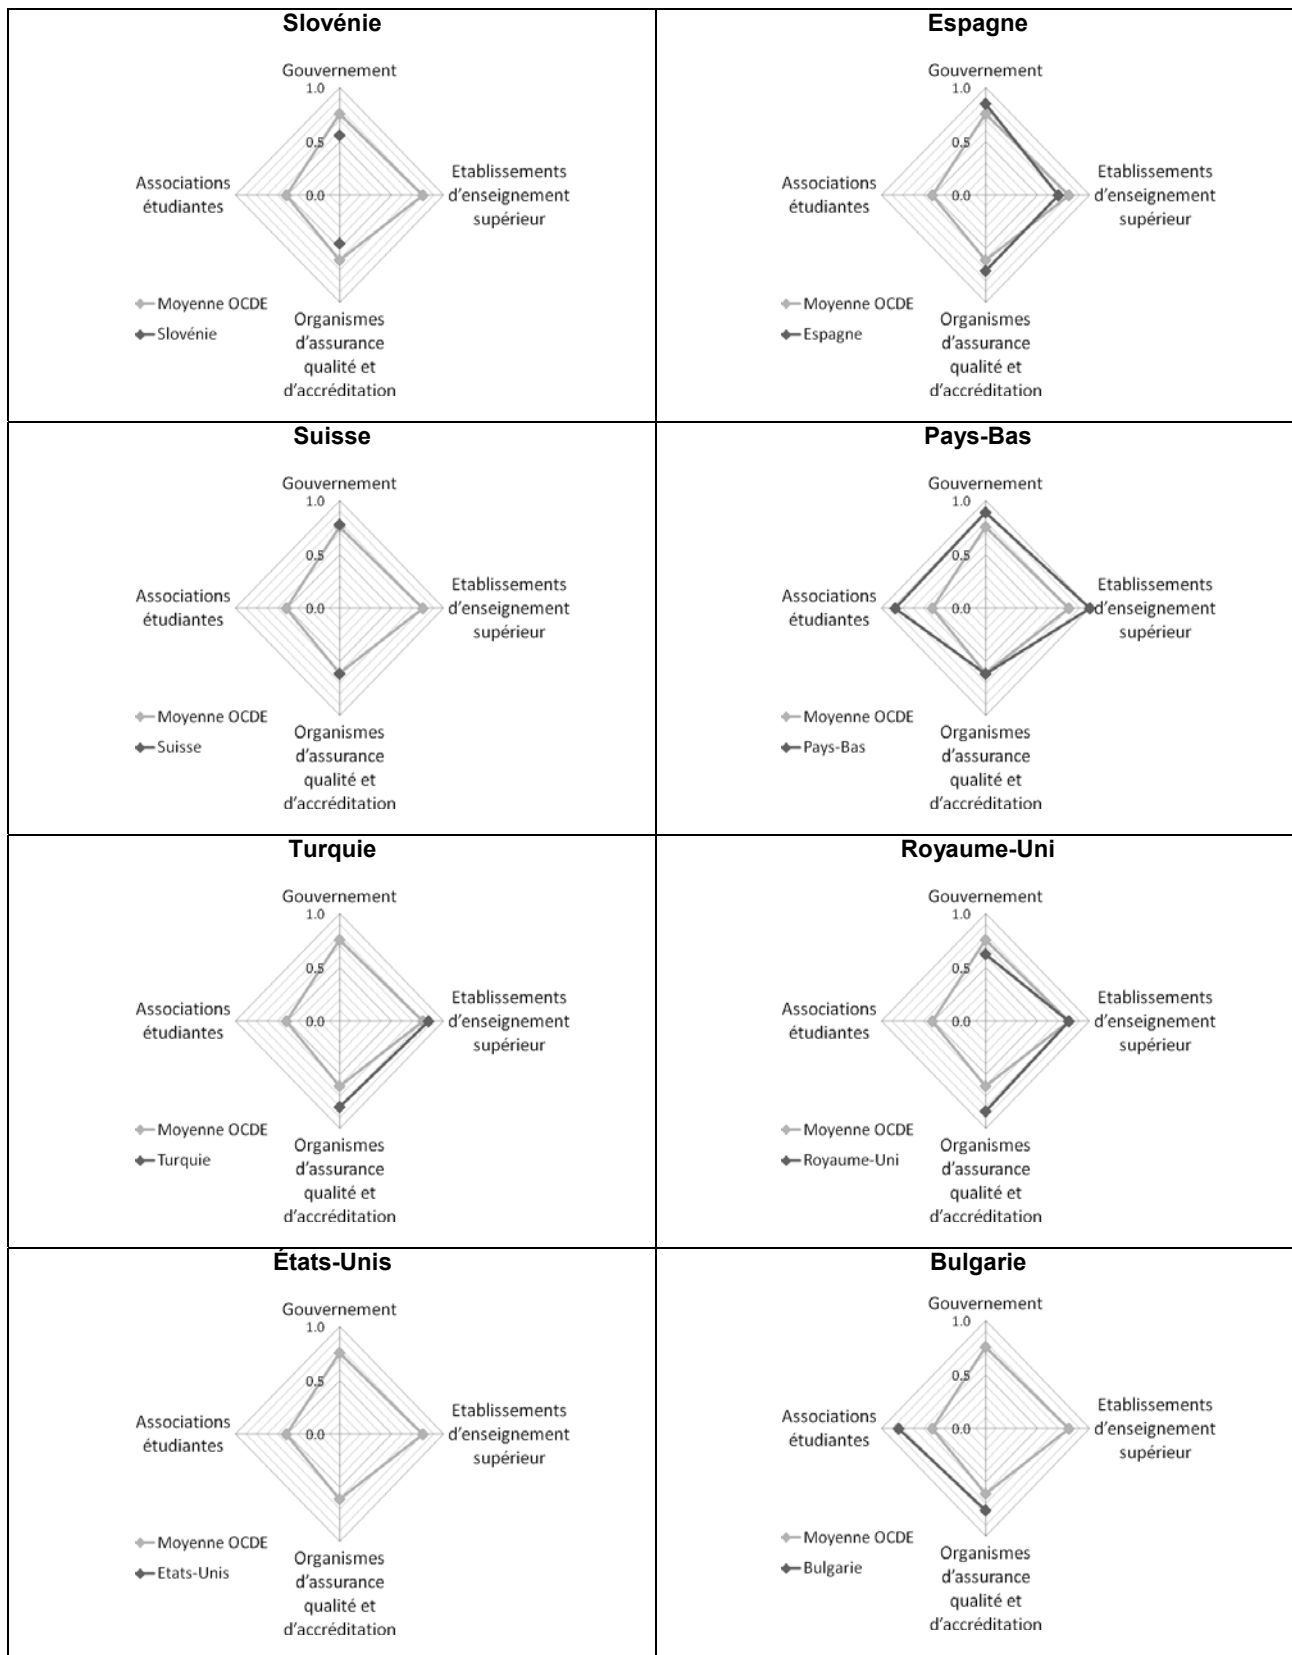 Slovénie
Gouvernement
1.0
0.5
Associations
étudiantes
0.0
Etablissements
d'enseignement
supérieur
Moyenne OCDE
Slovénie
Organismes
d'assurance
qualité et
d'accréditation
Espagne
Gouvernement
1.0
0.5
Associations
étudiantes
0.0
Etablissements
d'enseignement
supérieur
Moyenne OCDE
Espagne
Organismes
d'assurance
qualité et
d'accréditation
Suisse
Gouvernement
1.0
0.5
Associations
étudiantes
0.0
Etablissements
d'enseignement
supérieur
Moyenne OCDE
Suisse
Organismes
d'assurance
qualité et
d'accréditation
Pays-Bas
Gouvernement
1.0
0.5
Associations
étudiantes
0.0
Etablissements
d'enseignement
supérieur
Moyenne OCDE
Pays-Bas
Organismes
d'assurance
qualité et
d'accréditation
Turquie
Gouvernement
1.0
0.5
Associations
étudiantes
0.0
Etablissements
d'enseignement
supérieur
Moyenne OCDE
Turquie
Organismes
d'assurance
qualité et
d'accréditation
Royaume-Uni
Gouvernement
1.0
0.5
Associations
étudiantes
0.0
Etablissements
d'enseignement
supérieur
Moyenne OCDE
Royaume-Uni
Organismes
d'assurance
qualité et
d'accréditation
États-Unis
Gouvernement
1.0
0.5
Associations
étudiantes
0.0
Etablissements
d'enseignement
supérieur
Moyenne OCDE
Etats-Unis
Organismes
d'assurance
qualité et
d'accréditation
Bulgarie
Gouvernement
1.0
0.5
Associations
étudiantes
0.0
Etablissements
d'enseignement
supérieur
Moyenne OCDE
Bulgarie
Organismes
d'assurance
qualité et
d'accréditation